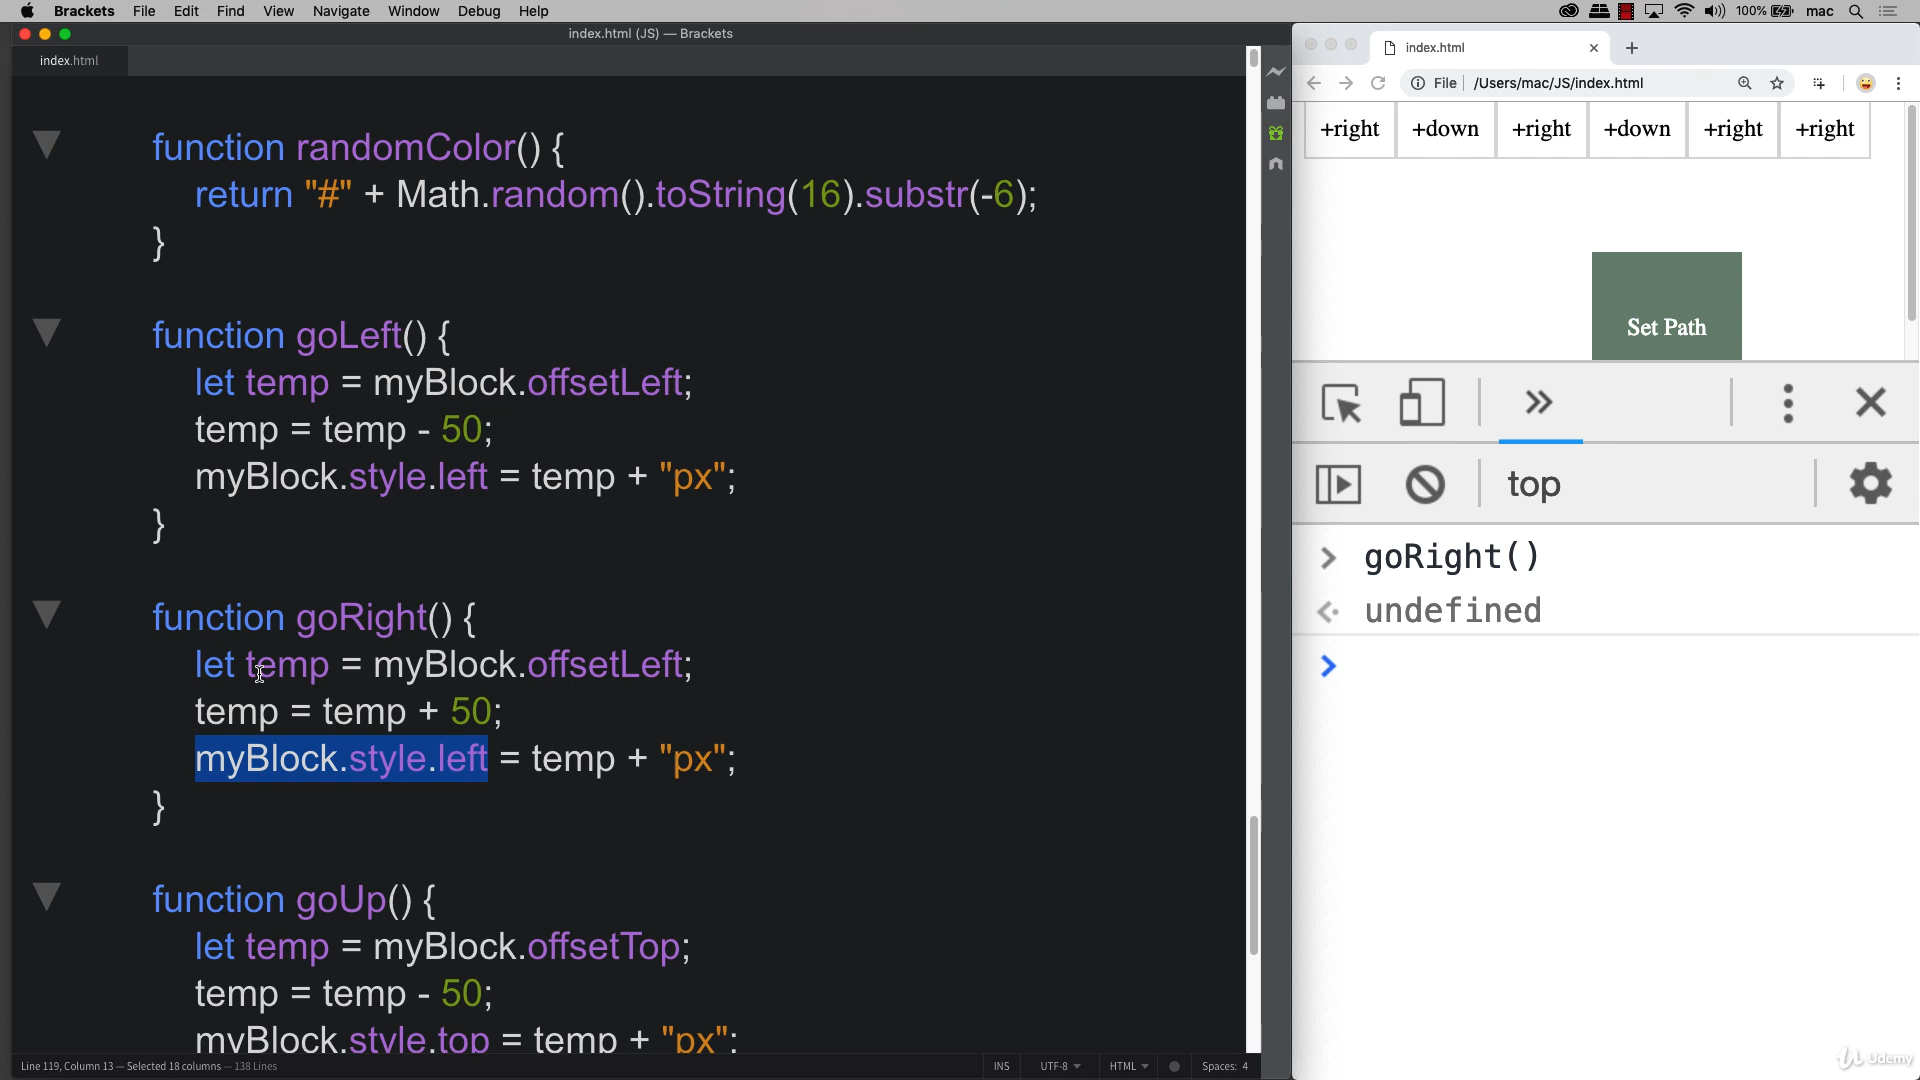 Brackets File Edit Find View Navigate Window Debug Help 100% mac
index.html (JS) — Brackets
index.html
function randomColor() {
return "#" + Math.random().toString(16).substr(-6);
}
function goLeft() {
let temp = myBlock.offsetLeft;
temp = temp - 50;
myBlock.style.left = temp + "px";
}
function goRight() {
let temp = myBlock.offsetLeft;
temp = temp + 50;
myBlock.style.left = temp + "px";
}
function goUp() {
let temp = myBlock.offsetTop;
temp = temp - 50;
myBlock.style.top = temp + "px";
Line 119, Column 13 — Selected 18 columns — 138 Lines
INS UTF-8 HTML Spaces: 4
index.html
File /Users/mac/JS/index.html
+right +down +right +down +right +right
Set Path
top
goRight()
undefined
Udemy